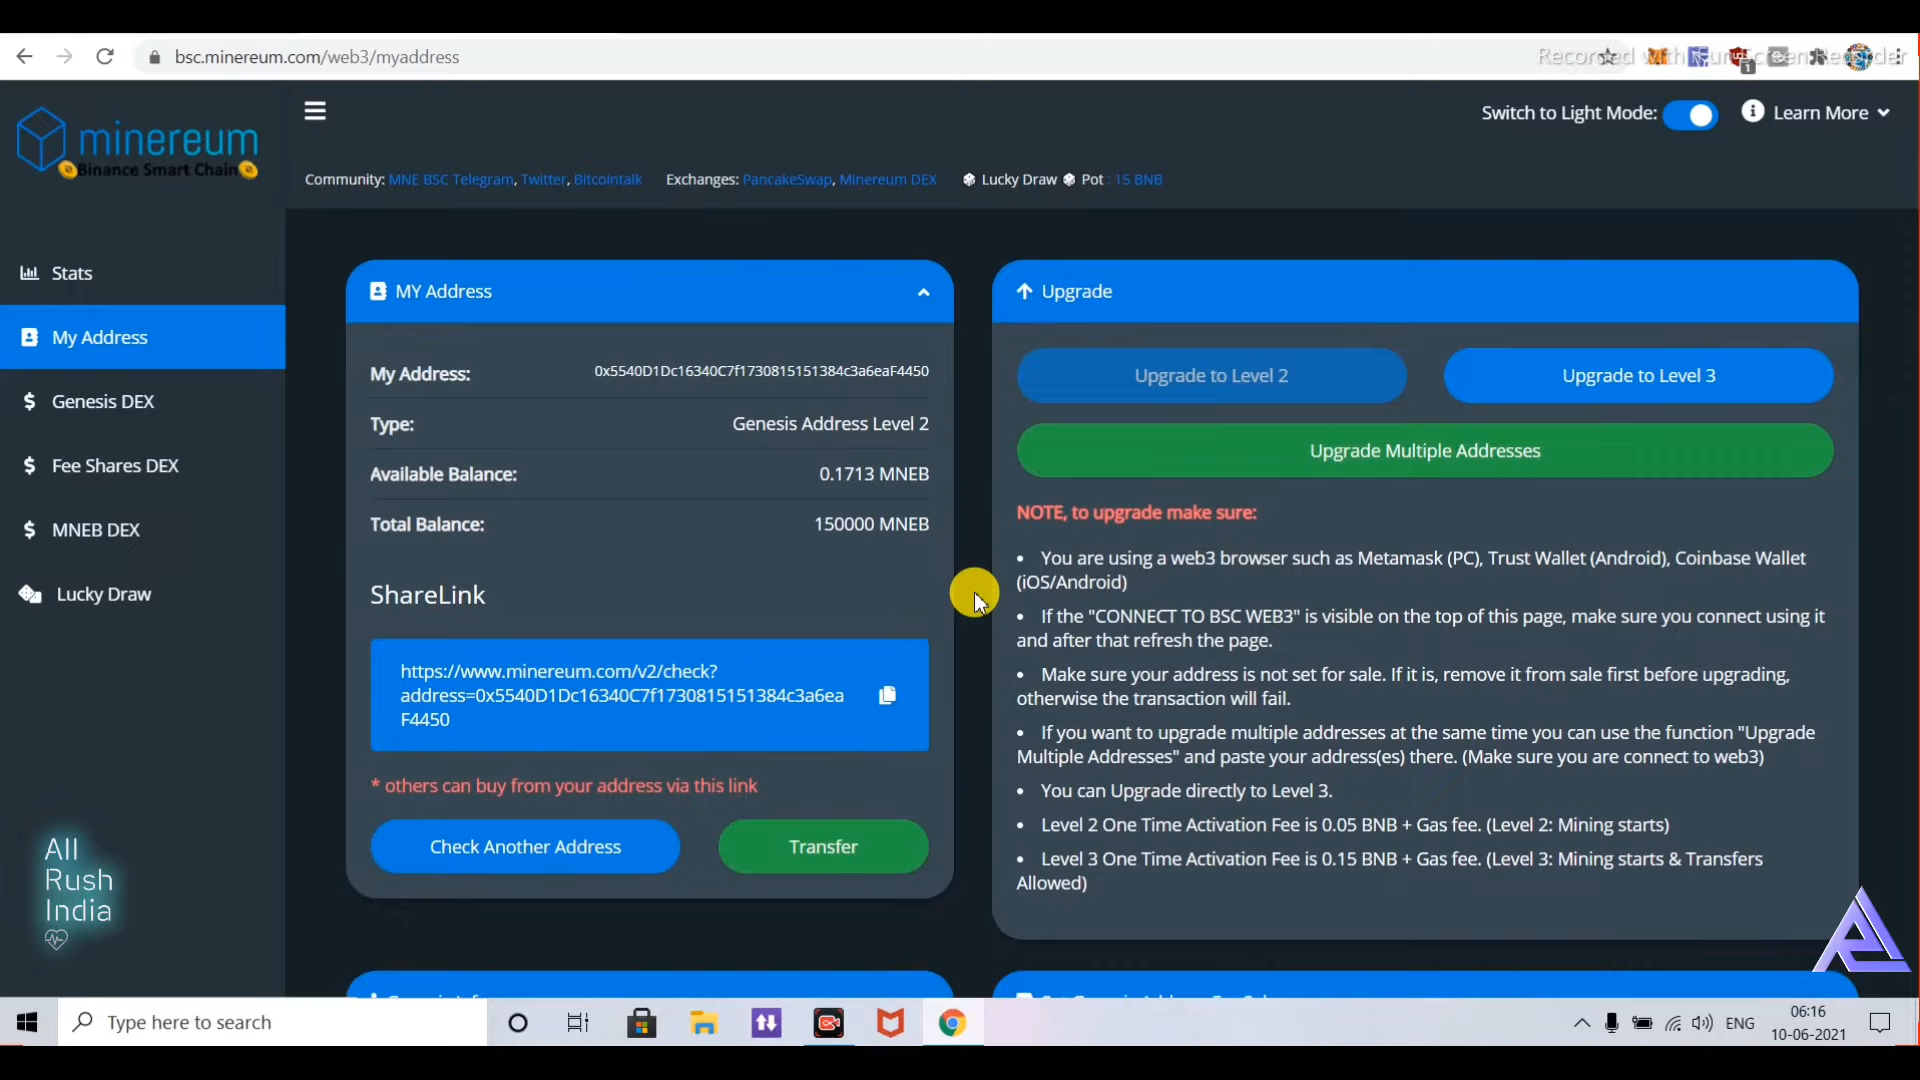 bsc.minereum.com/web3/myaddress
Recorded with
1
minereum
Binance Smart Chain
Switch to Light Mode:
Learn More
Community: MNE BSC Telegram, Twitter, Bitcointalk
Exchanges: PancakeSwap, Minereum DEX
Lucky Draw
Pot : 15 BNB
Stats
My Address
Genesis DEX
Fee Shares DEX
MNEB DEX
Lucky Draw
MY Address
My Address: 0x5540D1Dc16340C7f1730815151384c3a6eaF4450
Type: Genesis Address Level 2
Available Balance: 0.1713 MNEB
Total Balance: 150000 MNEB
ShareLink
https://www.minereum.com/v2/check?
address=0x5540D1Dc16340C7f1730815151384c3a6ea
F4450
* others can buy from your address via this link
Check Another Address
Transfer
Upgrade
Upgrade to Level 2
Upgrade to Level 3
Upgrade Multiple Addresses
NOTE, to upgrade make sure:
• You are using a web3 browser such as Metamask (PC), Trust Wallet (Android), Coinbase Wallet
(iOS/Android)
• If the "CONNECT TO BSC WEB3" is visible on the top of this page, make sure you connect using it
and after that refresh the page.
• Make sure your address is not set for sale. If it is, remove it from sale first before upgrading,
otherwise the transaction will fail.
• If you want to upgrade multiple addresses at the same time you can use the function "Upgrade
Multiple Addresses" and paste your address(es) there. (Make sure you are connect to web3)
• You can Upgrade directly to Level 3.
• Level 2 One Time Activation Fee is 0.05 BNB + Gas fee. (Level 2: Mining starts)
• Level 3 One Time Activation Fee is 0.15 BNB + Gas fee. (Level 3: Mining starts & Transfers
Allowed)
All
Rush
India
Type here to search
ENG
06:16
10-06-2021